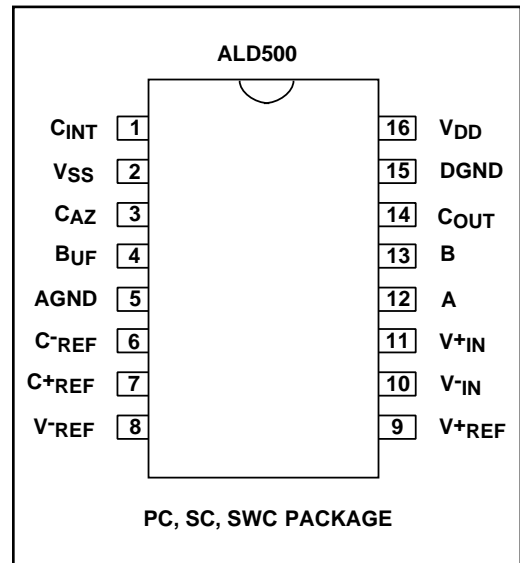 ALD500
CINT 1 16 VDD
VSS 2 15 DGND
CAZ 3 14 COUT
BUF 4 13 B
AGND 5 12 A
C-REF 6 11 V+IN
C+REF 7 10 V-IN
V-REF 8 9 V+REF
PC, SC, SWC PACKAGE